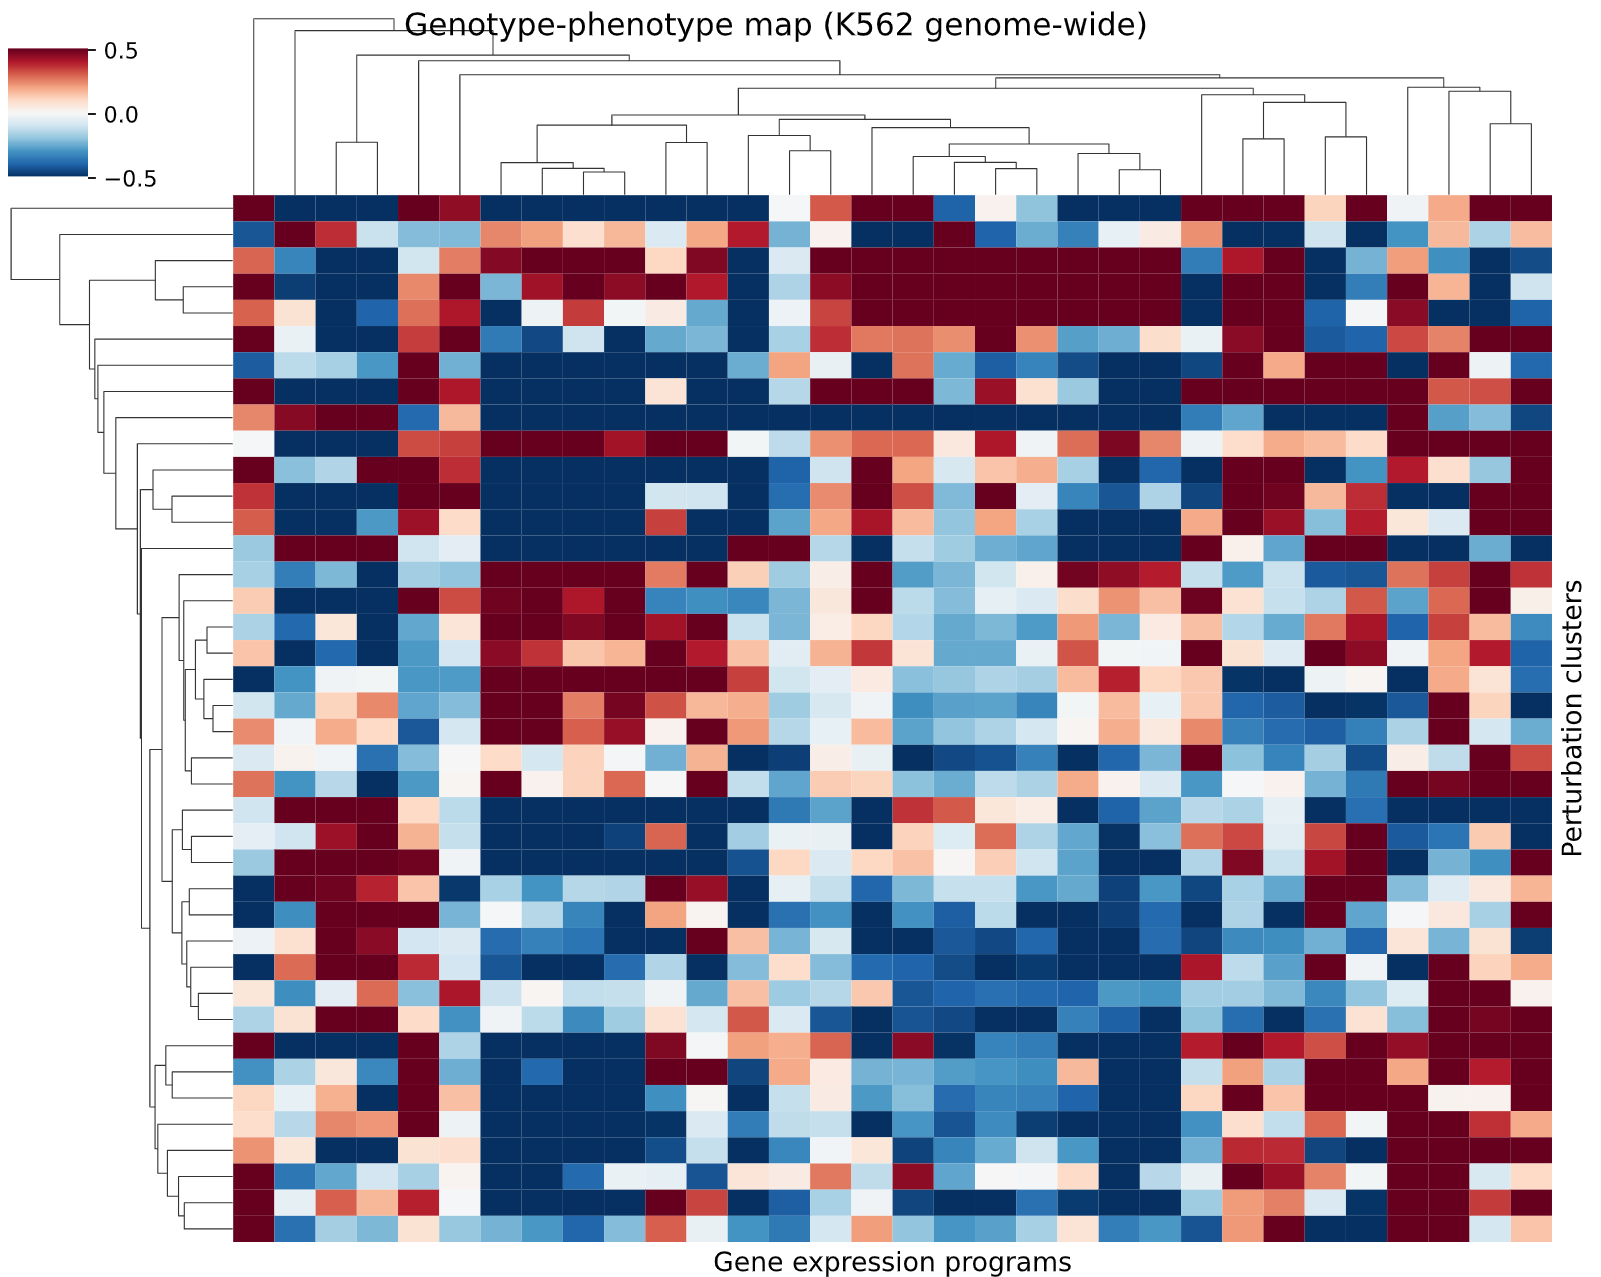 Genotype-phenotype map (K562 genome-wide)
0.5
0.0
−0.5
Perturbation clusters
Gene expression programs